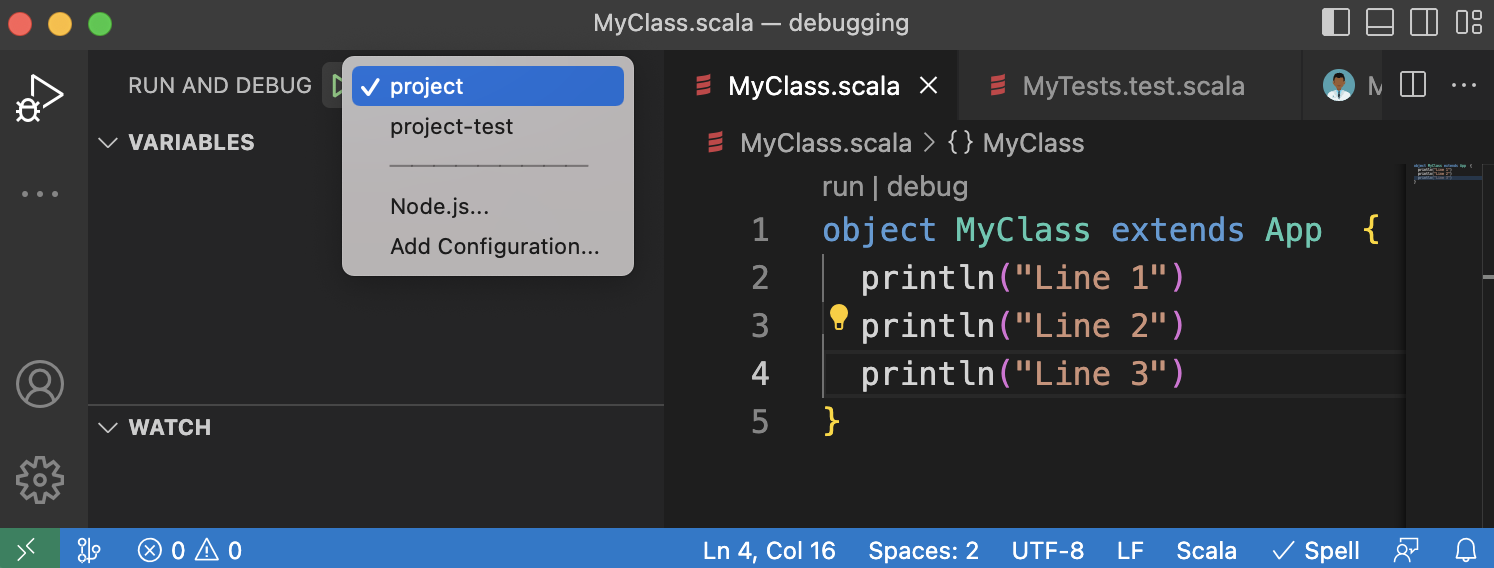 MyClass.scala — debugging
RUN AND DEBUG
✓ project
project-test
Node.js...
Add Configuration...
VARIABLES
WATCH
MyClass.scala
MyTests.test.scala
MyClass.scala > {} MyClass
run | debug
1 object MyClass extends App {
2 println("Line 1")
3 println("Line 2")
4 println("Line 3")
5 }
0 0 Ln 4, Col 16 Spaces: 2 UTF-8 LF Scala ✓ Spell